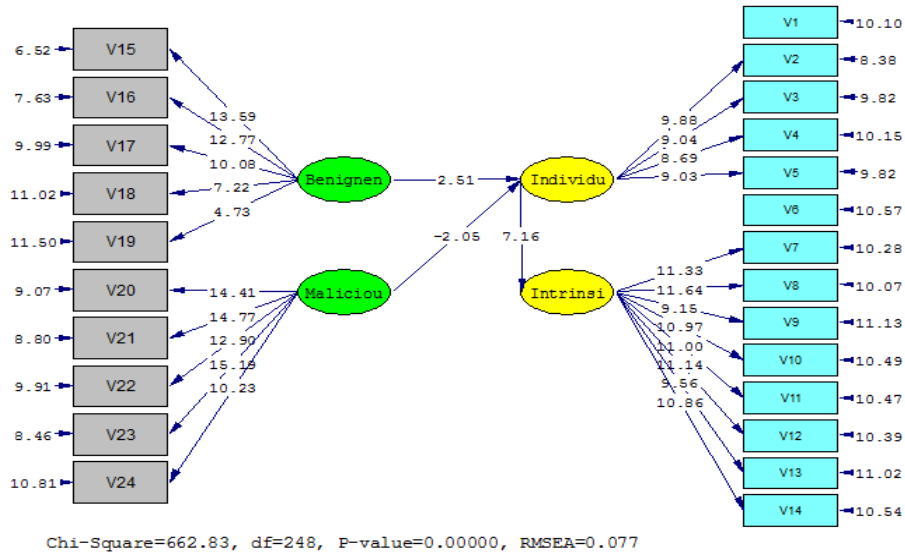 V1 10.10
6.52 V15
V2 8.38
7.63 V16
V3 9.82
13.59
9.88
12.77
9.04
V4 10.15
9.99 V17
10.08
8.69
7.22
Benignen 2.51 Individu
9.03
V5 9.82
11.02 V18
4.73
V6 10.57
11.50 V19
-2.05 7.16
V7 10.28
9.07 V20
11.33
14.41
Maliciou Intrinsi
11.64
V8 10.07
14.77
9.15
V9 11.13
8.80 V21
12.90
10.97
15.19
11.00
V10 10.49
10.23
11.14
9.91 V22
9.56
V11 10.47
10.86
8.46 V23
V12 10.39
V13 11.02
10.81 V24
V14 10.54
Chi-Square=662.83, df=248, P-value=0.00000, RMSEA=0.077